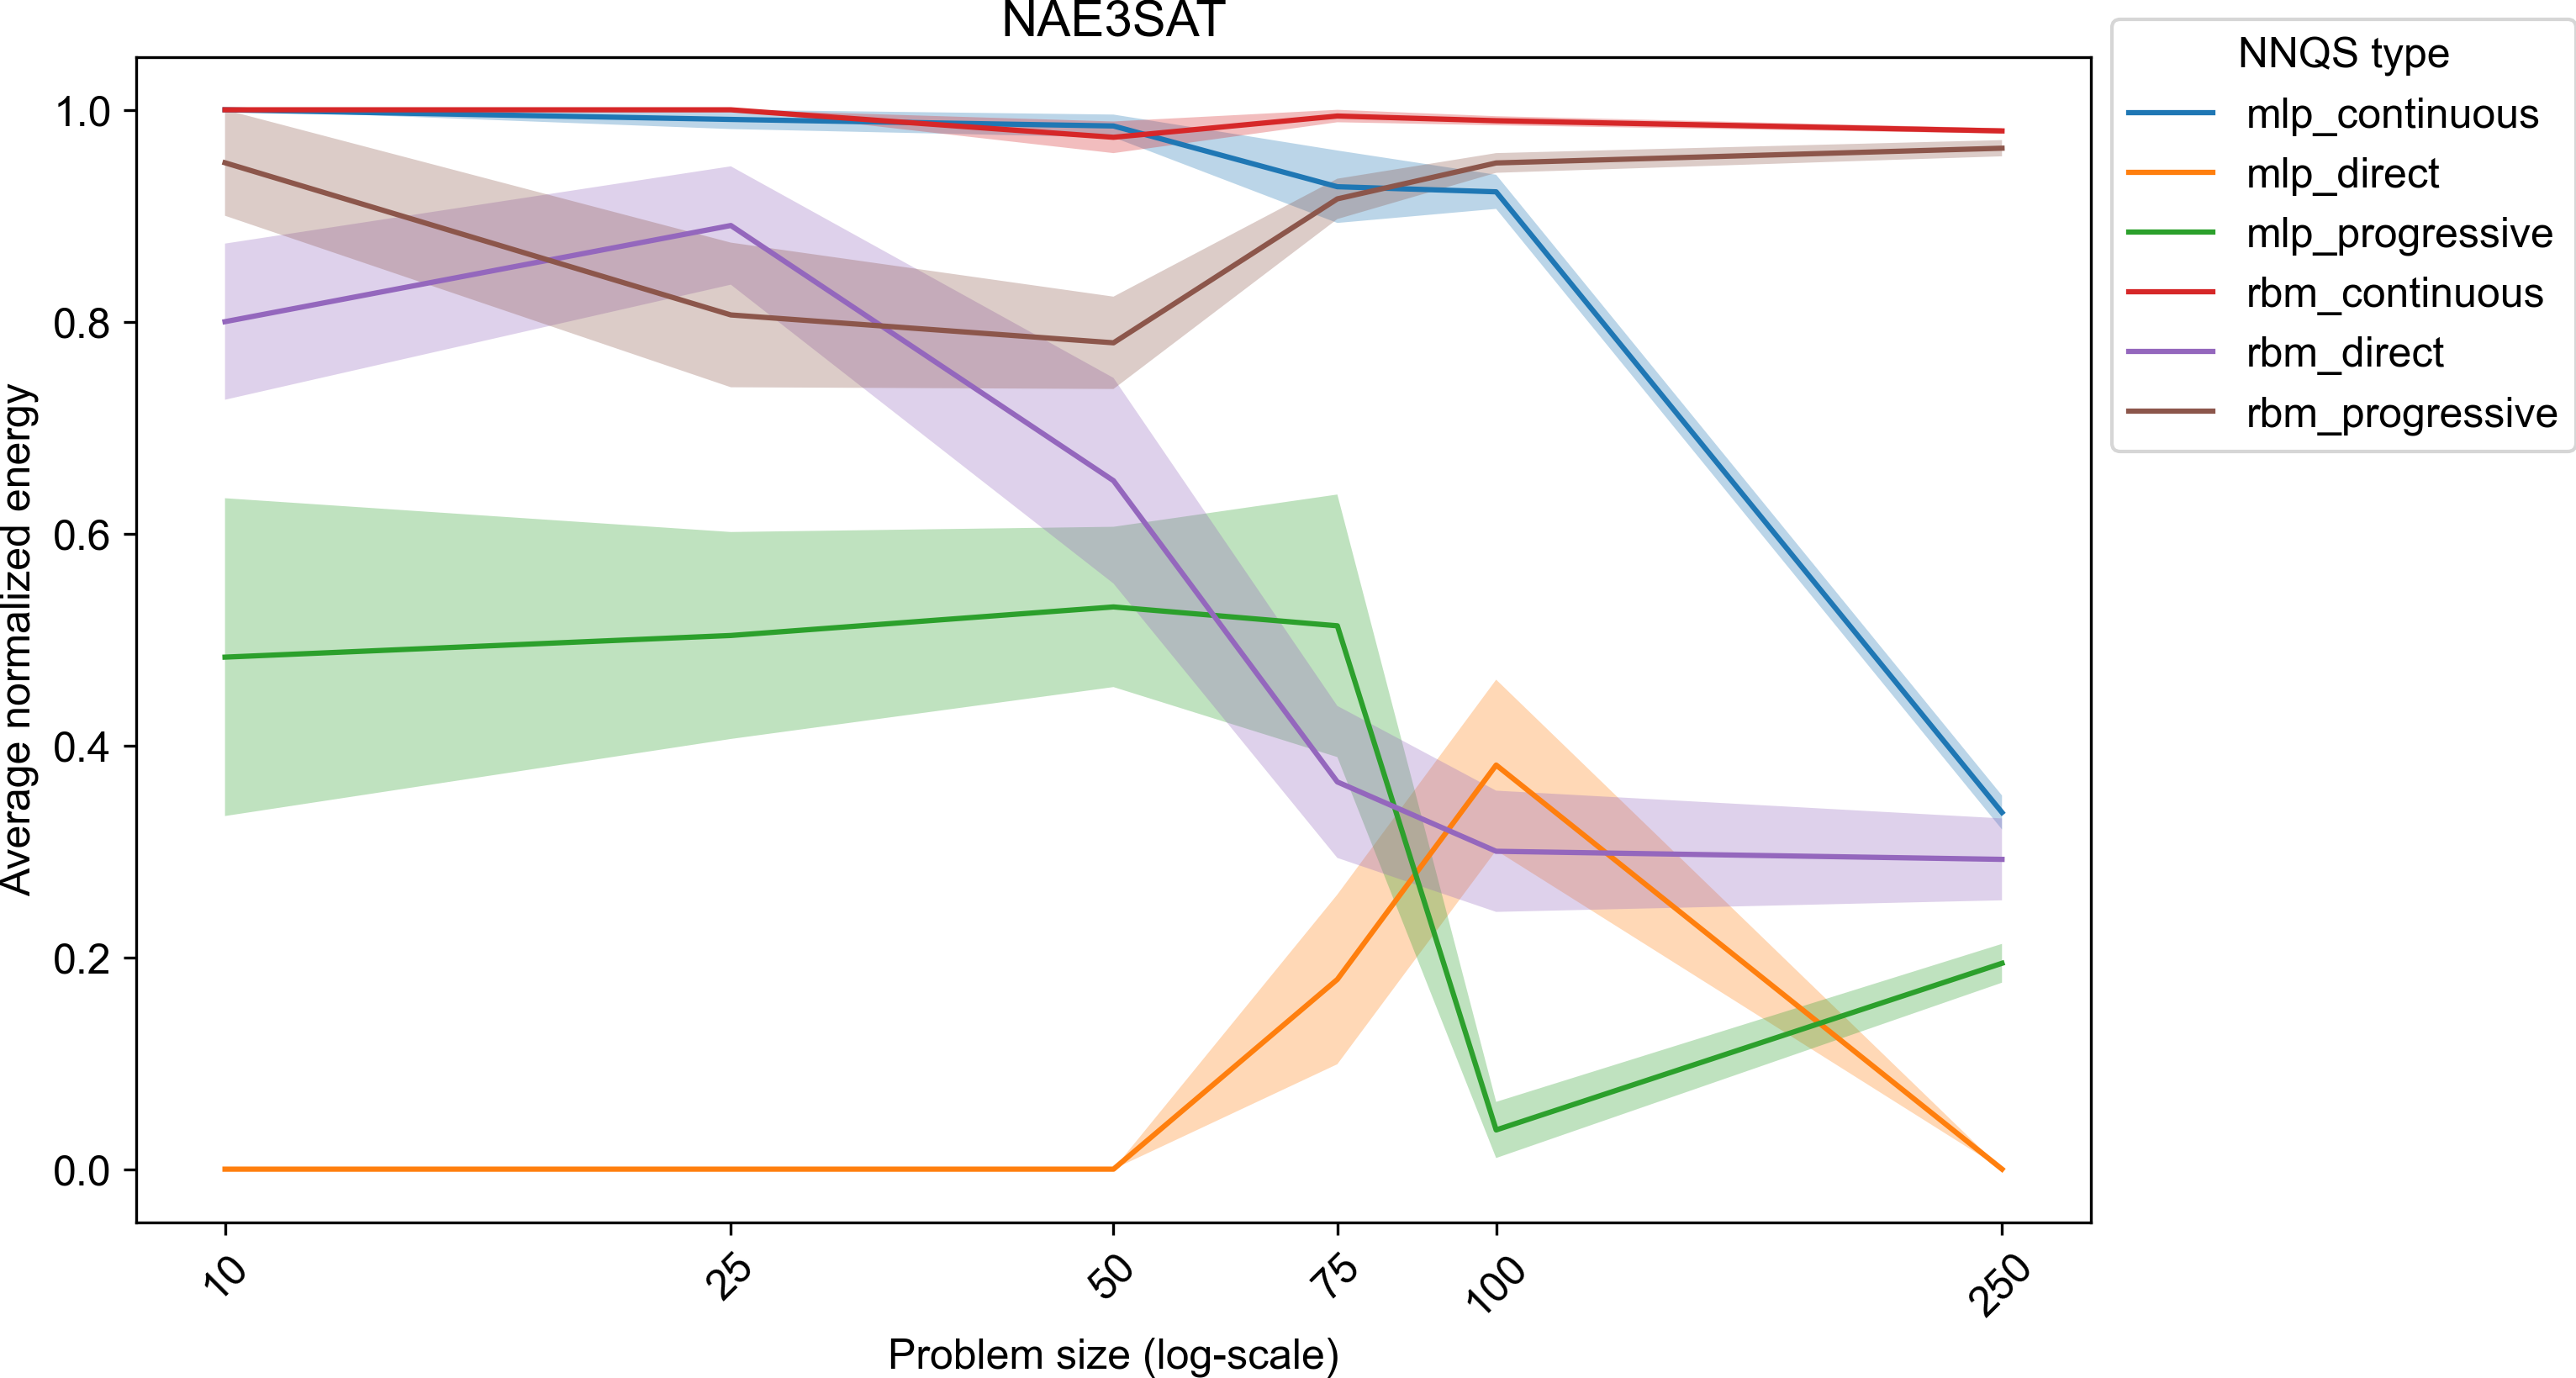 NAE3SAT
NNQS type
mlp_continuous
mlp_direct
mlp_progressive
rbm_continuous
rbm_direct
rbm_progressive
Average normalized energy
1.0
0.8
0.6
0.4
0.2
0.0
10
25
50
75
100
250
Problem size (log-scale)